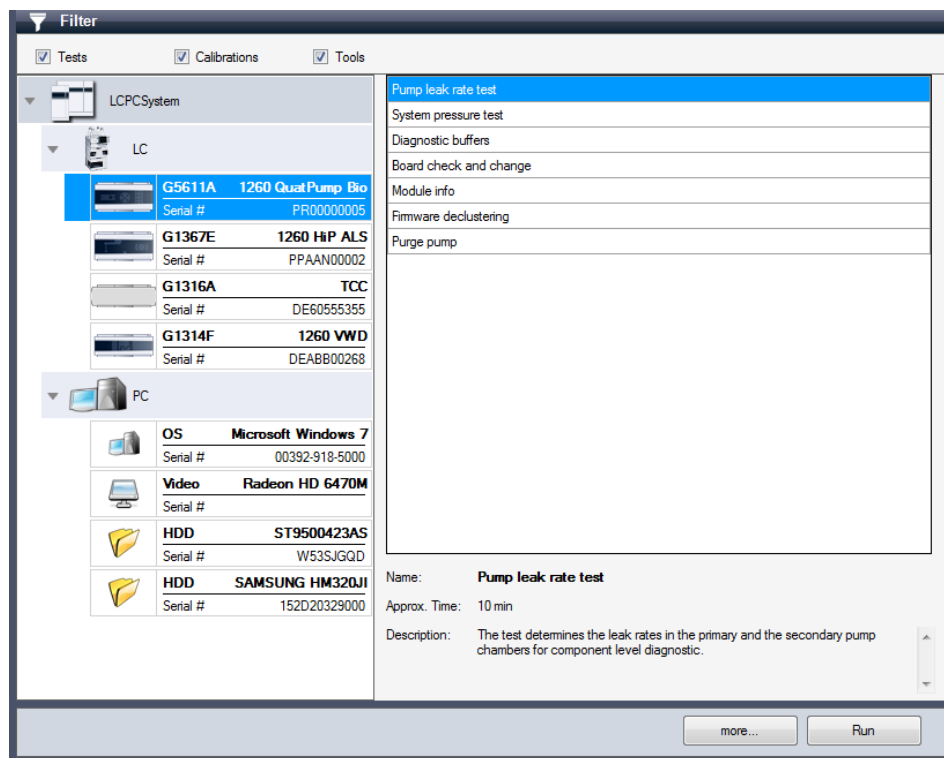 Filter
Tests Calibrations Tools
LCPCSystem
LC
G5611A 1260 QuatPump Bio
Serial # PR00000005
G1367E 1260 HiP ALS
Serial # PPAAN00002
G1316A TCC
Serial # DE60555355
G1314F 1260 VWD
Serial # DEABB00268
PC
OS Microsoft Windows 7
Serial # 00392-918-5000
Video Radeon HD 6470M
Serial #
HDD ST9500423AS
Serial # W53SJGQD
HDD SAMSUNG HM320JI
Serial # 152D20329000
Pump leak rate test
System pressure test
Diagnostic buffers
Board check and change
Module info
Firmware declustering
Purge pump
Name: Pump leak rate test
Approx. Time: 10 min
Description: The test determines the leak rates in the primary and the secondary pump
chambers for component level diagnostic.
more... Run